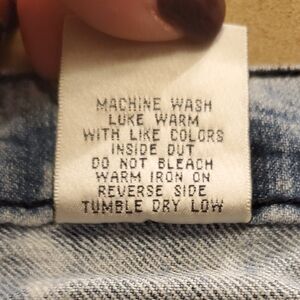 MACHINE WASH
LUKE WARM
WITH LIKE COLORS
INSIDE OUT
DO NOT BLEACH
WARM IRON ON
REVERSE SIDE
TUMBLE DRY LOW